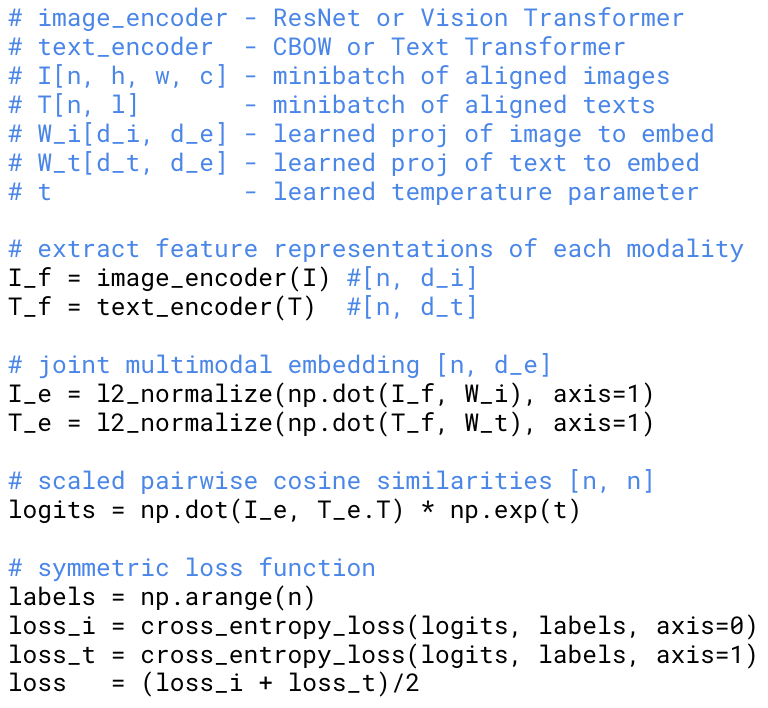 # image_encoder - ResNet or Vision Transformer
# text_encoder  - CBOW or Text Transformer
# I[n, h, w, c] - minibatch of aligned images
# T[n, l]       - minibatch of aligned texts
# W_i[d_i, d_e] - learned proj of image to embed
# W_t[d_t, d_e] - learned proj of text to embed
# t             - learned temperature parameter

# extract feature representations of each modality
I_f = image_encoder(I) #[n, d_i]
T_f = text_encoder(T)  #[n, d_t]

# joint multimodal embedding [n, d_e]
I_e = l2_normalize(np.dot(I_f, W_i), axis=1)
T_e = l2_normalize(np.dot(T_f, W_t), axis=1)

# scaled pairwise cosine similarities [n, n]
logits = np.dot(I_e, T_e.T) * np.exp(t)

# symmetric loss function
labels = np.arange(n)
loss_i = cross_entropy_loss(logits, labels, axis=0)
loss_t = cross_entropy_loss(logits, labels, axis=1)
loss   = (loss_i + loss_t)/2